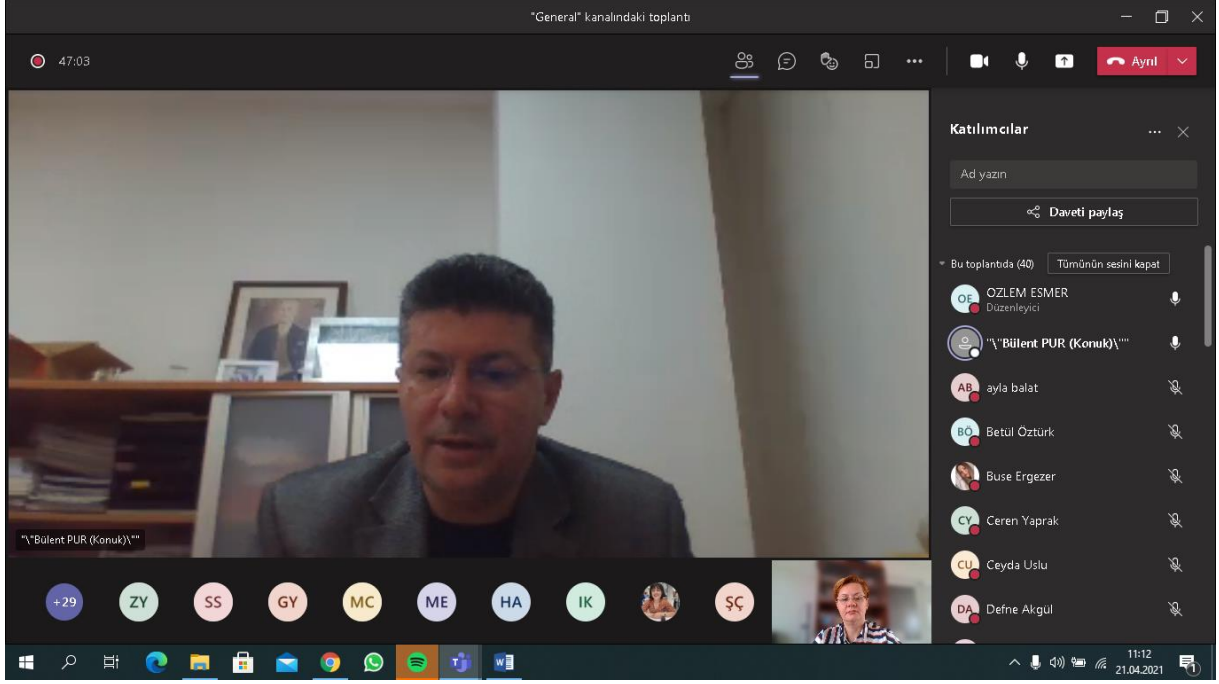 "General" kanalındaki toplantı
47:03
Ayrıl
Katılımcılar
Ad yazın
Daveti paylaş
Bu toplantıda (40)
Tümünün sesini kapat
OE
OZLEM ESMER
Düzenleyici
"\"Bülent PUR (Konuk)\""
AB
ayla balat
BÖ
Betül Öztürk
Buse Ergezer
CY
Ceren Yaprak
CU
Ceyda Uslu
DA
Defne Akgül
"\"Bülent PUR (Konuk)\""
+29
ZY
SS
GY
MC
ME
HA
IK
ŞÇ
11:12
21.04.2021
1